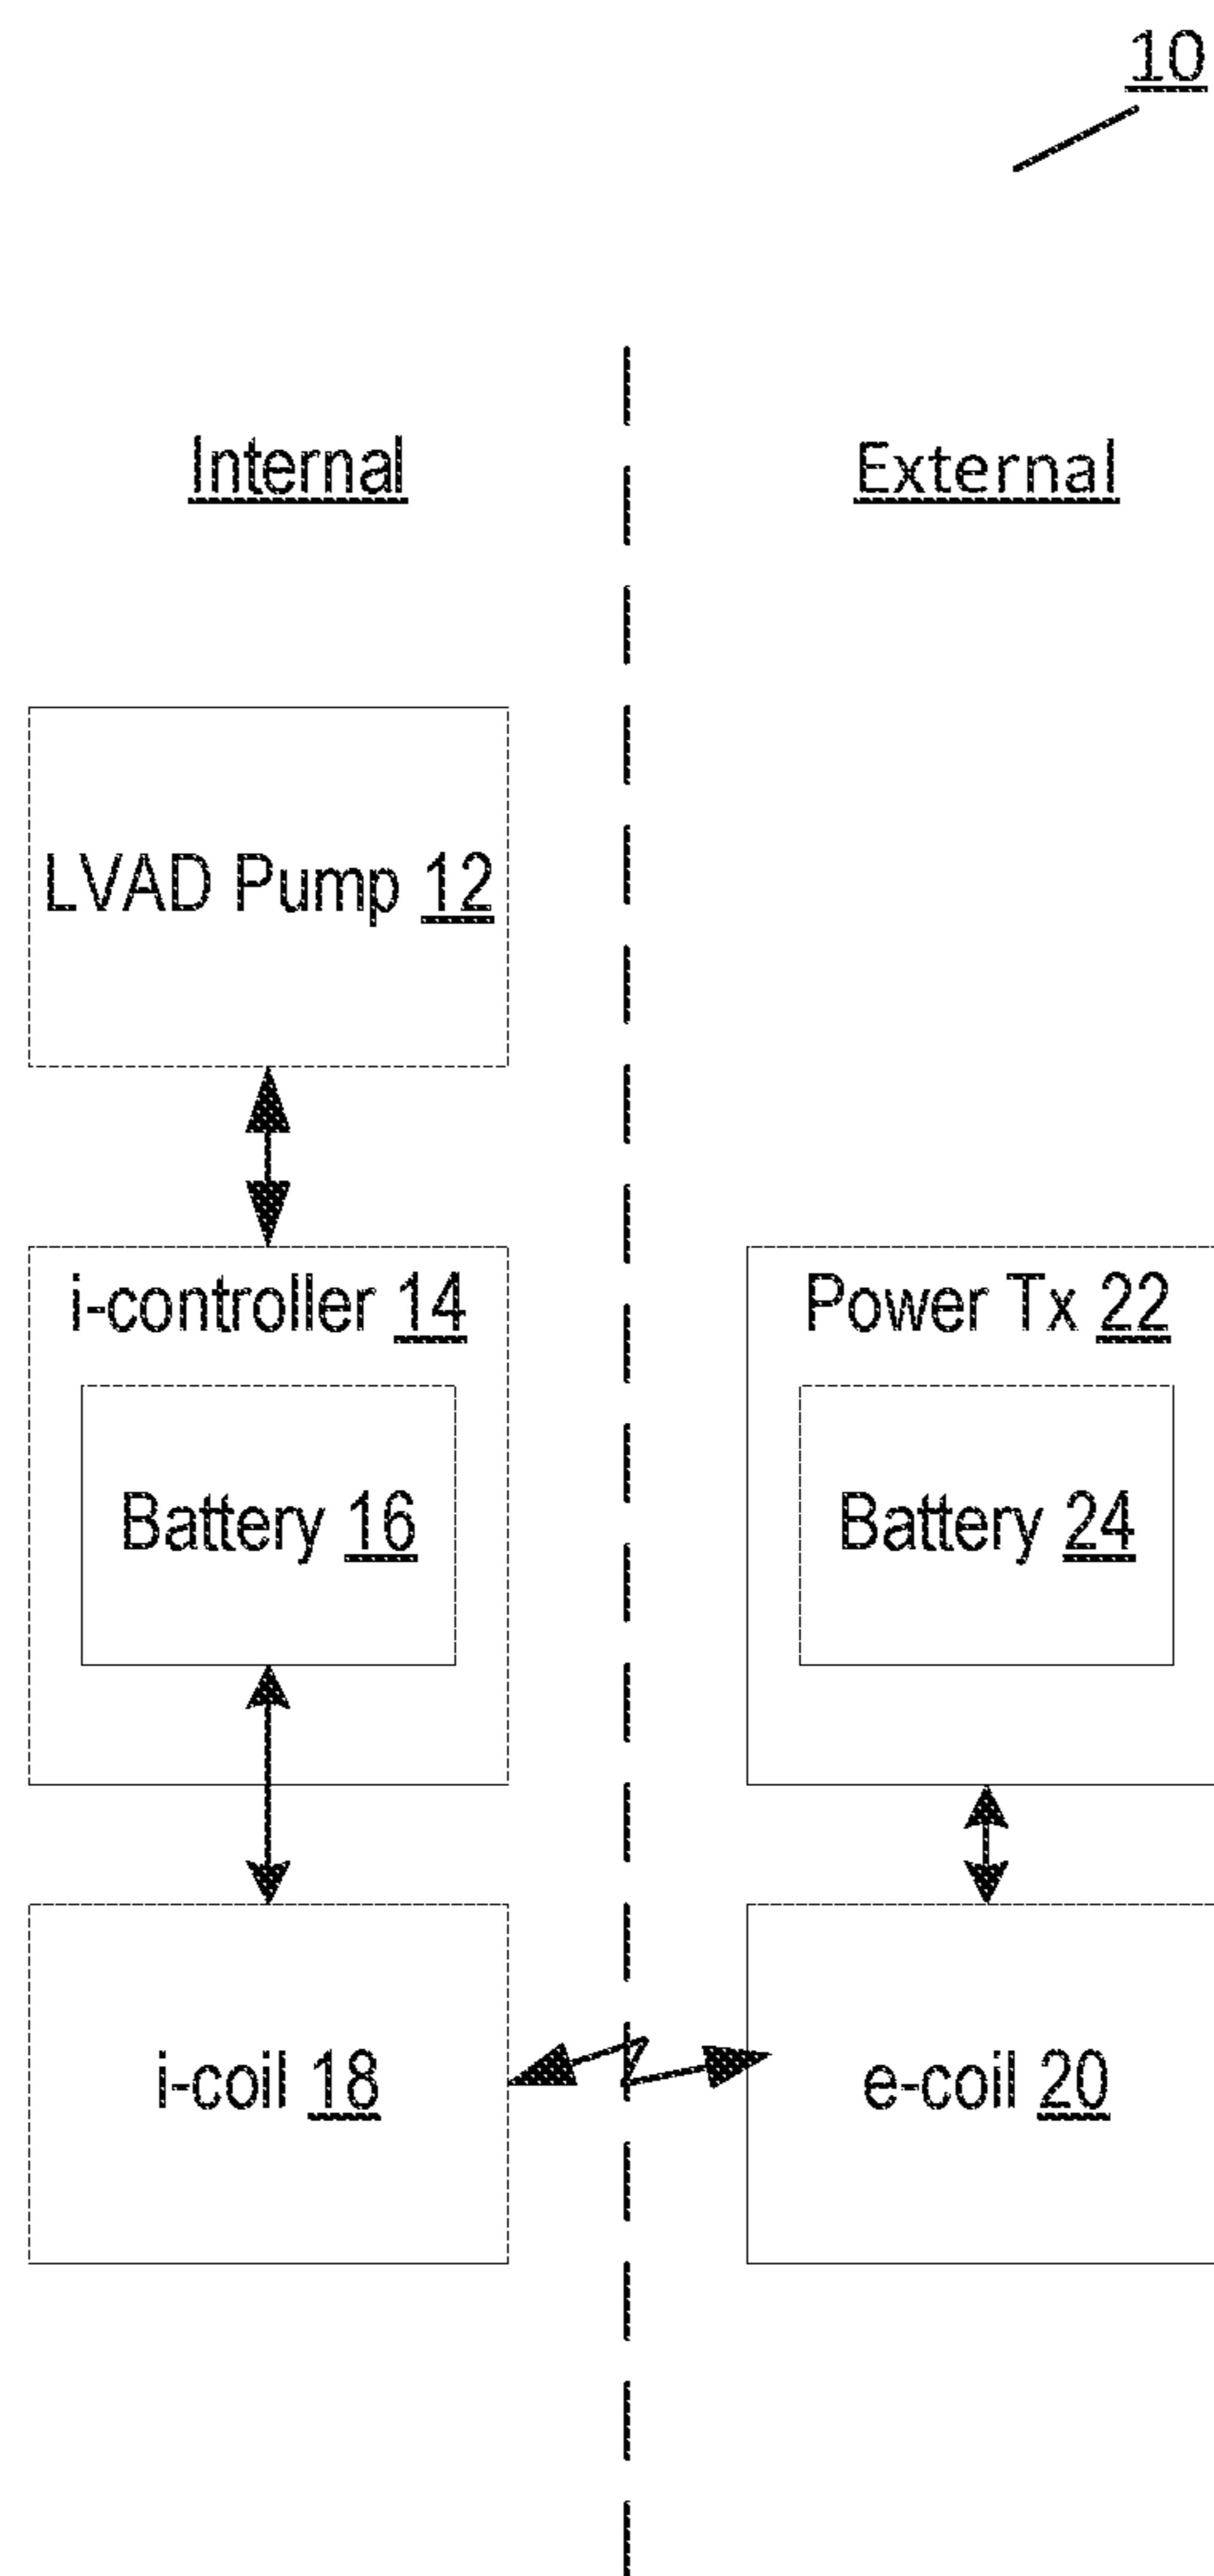 10
Internal
External
LVAD Pump 12
i-controller 14
Power Tx 22
Battery 16
Battery 24
i-coil 18
e-coil 20